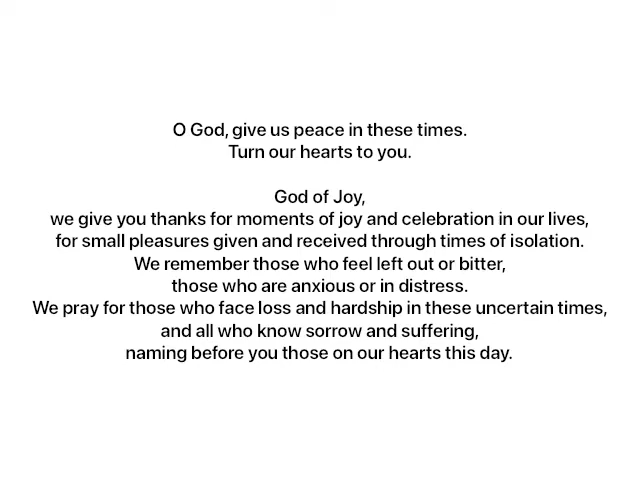 O God, give us peace in these times.
Turn our hearts to you.
God of Joy,
we give you thanks for moments of joy and celebration in our lives,
for small pleasures given and received through times of isolation.
We remember those who feel left out or bitter,
those who are anxious or in distress.
We pray for those who face loss and hardship in these uncertain times,
and all who know sorrow and suffering,
naming before you those on our hearts this day.